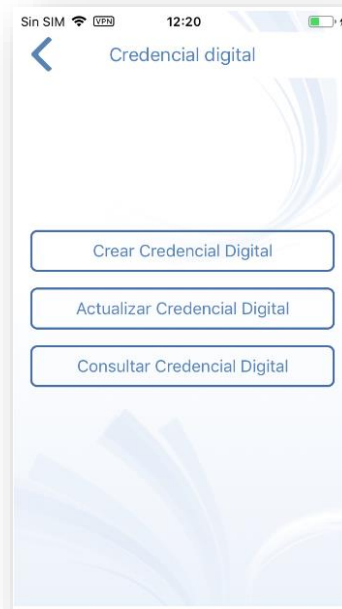 Sin SIM VPN 12:20
Credencial digital
Crear Credencial Digital
Actualizar Credencial Digital
Consultar Credencial Digital